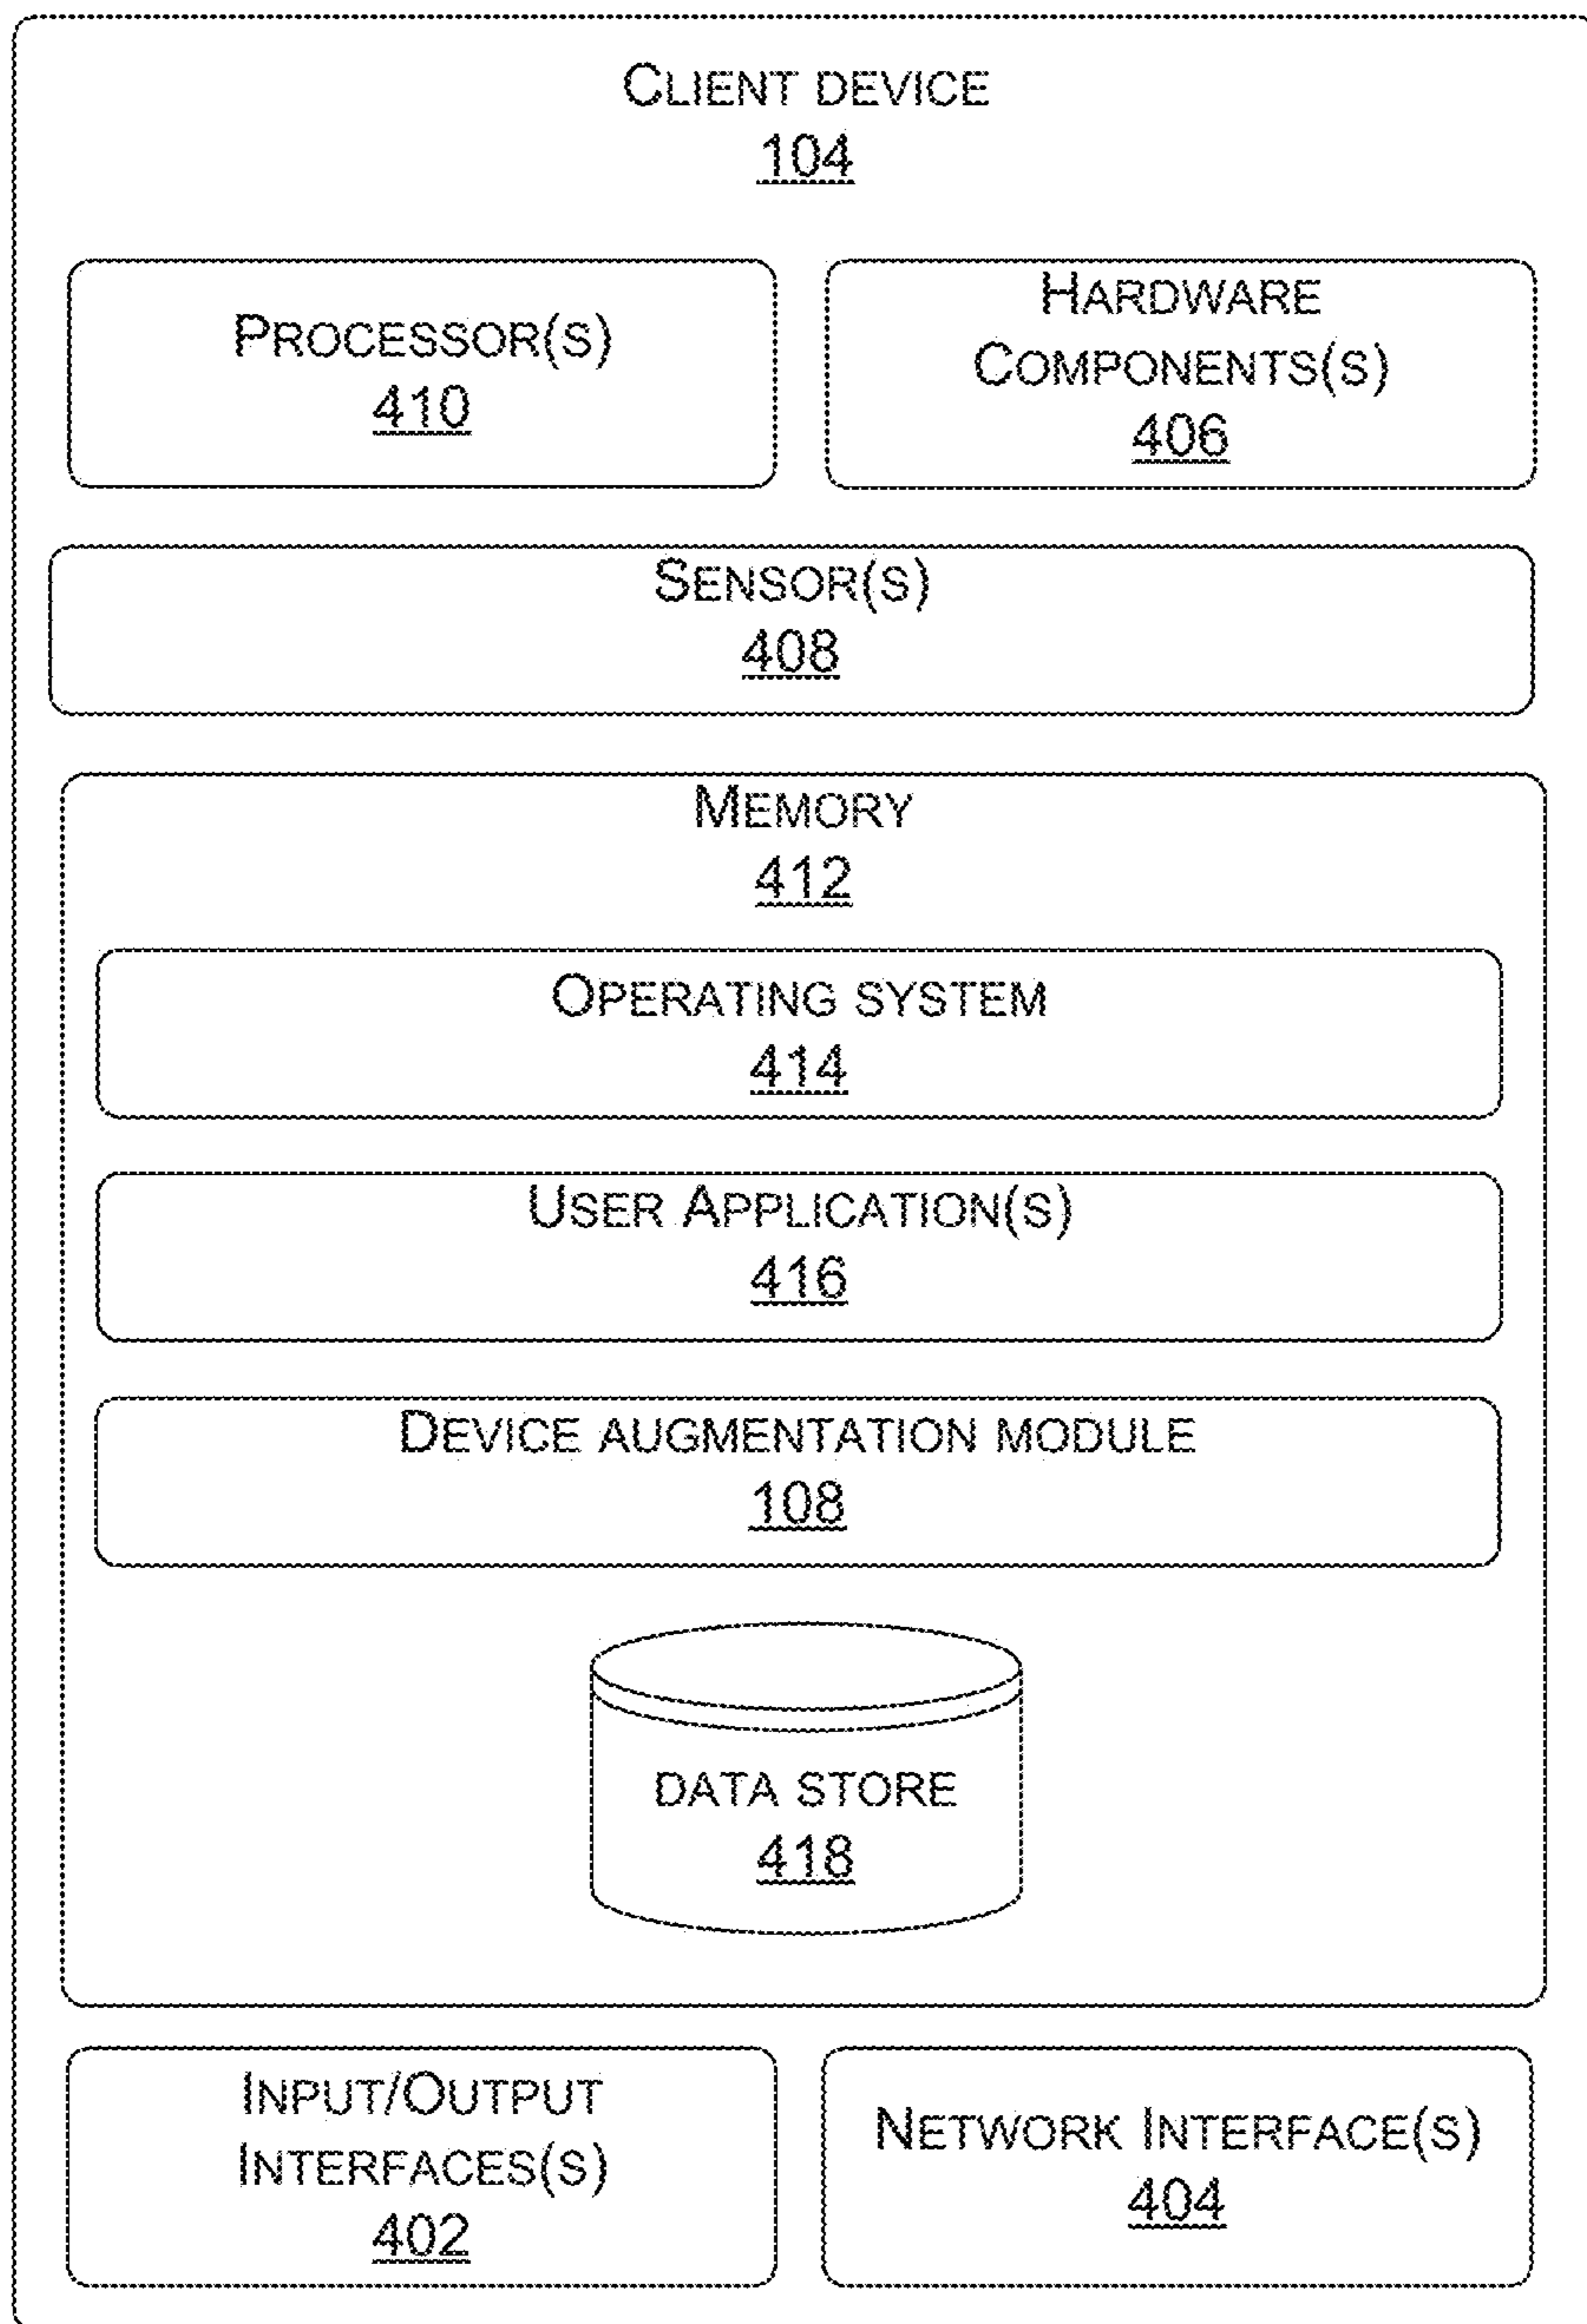 CLIENT DEVICE
104
PROCESSOR(S)
410
HARDWARE
COMPONENTS(S)
406
SENSOR(S)
408
MEMORY
412
OPERATING SYSTEM
414
USER APPLICATION(S)
416
DEVICE AUGMENTATION MODULE
108
DATA STORE
418
INPUT/OUTPUT
INTERFACES(S)
402
NETWORK INTERFACE(S)
404